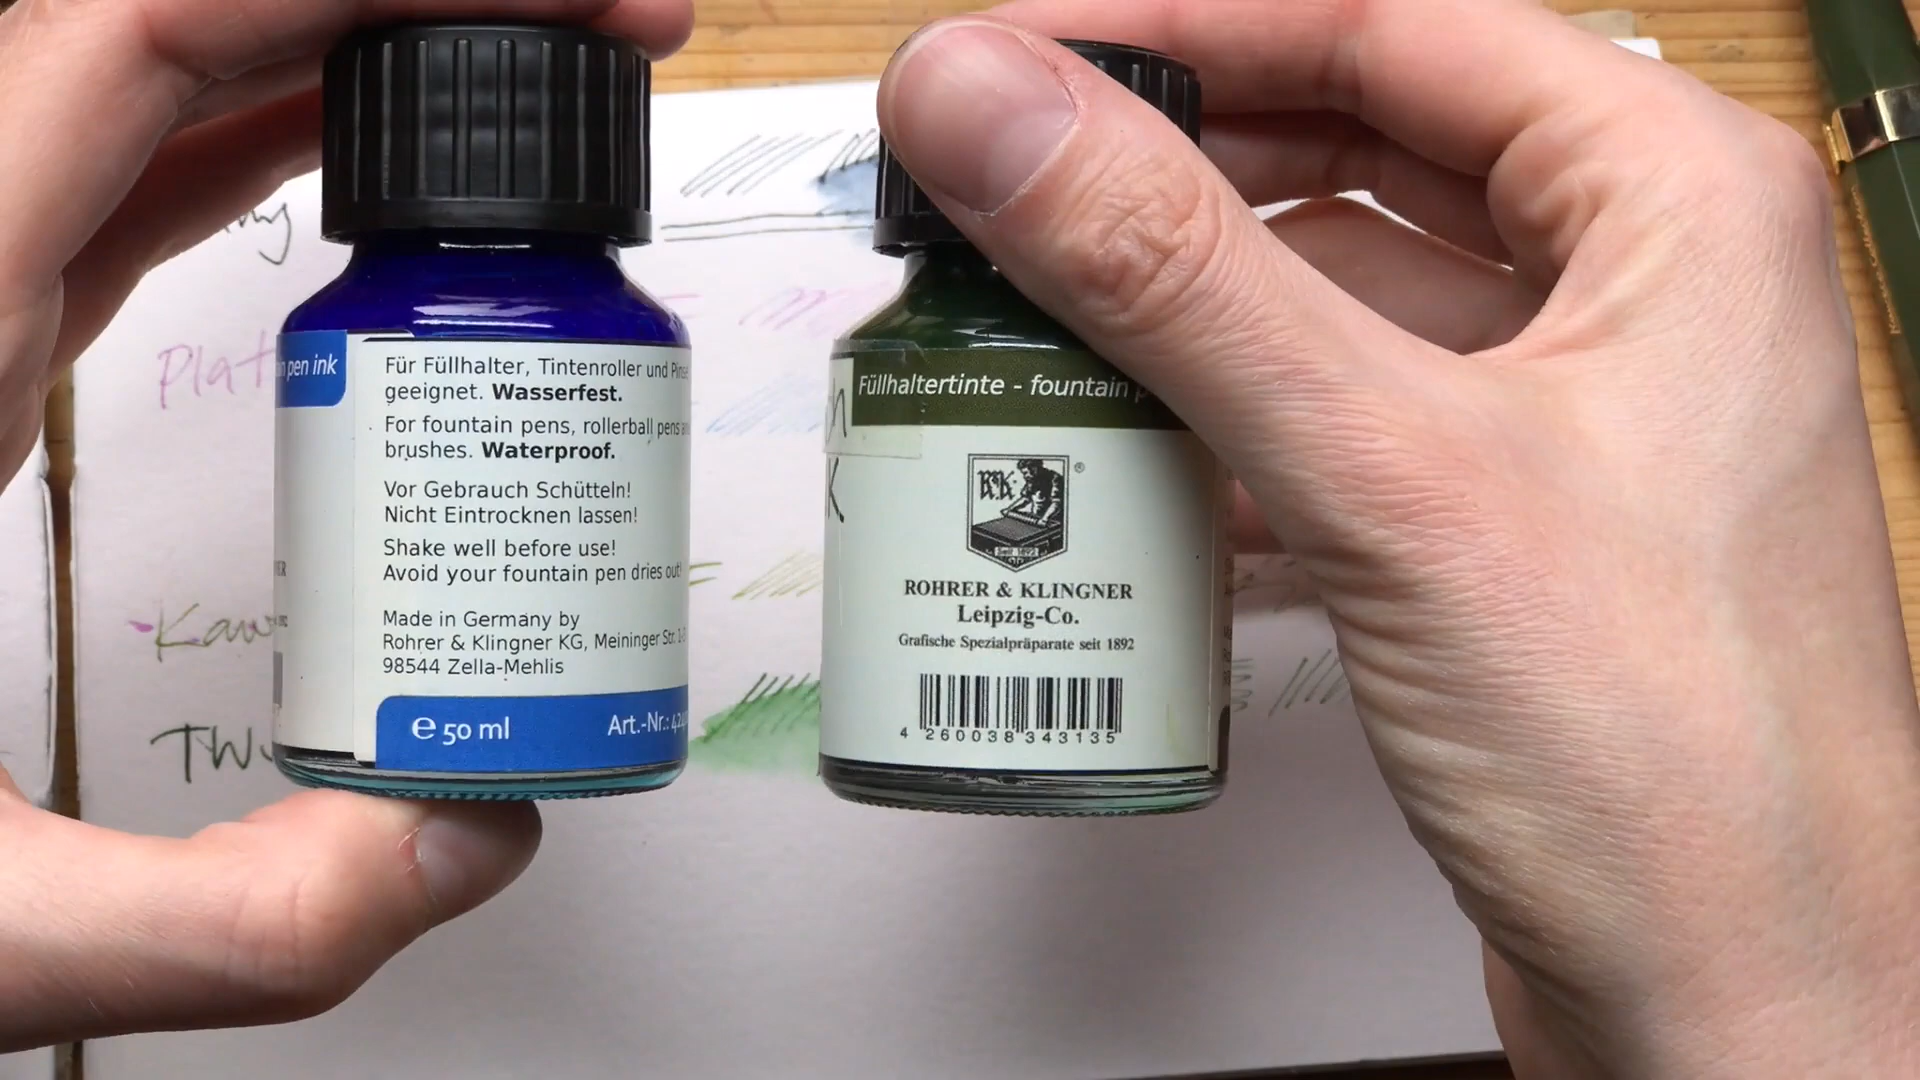 n pen ink
Für Füllhalter, Tintenroller und
geeignet. Wasserfest.
For fountain pens, rollerball pens
brushes. Waterproof.
Vor Gebrauch Schütteln!
Nicht Eintrocknen lassen!
Shake well before use!
Avoid your fountain pen dries out!
Made in Germany by
Rohrer & Klingner KG, Meininger Str.
98544 Zella-Mehlis
℮ 50 ml
Art.-Nr.:
Füllhaltertinte - fountain p
R&K ®
Seit 1892
ROHRER & KLINGNER
Leipzig-Co.
Grafische Spezialpräparate seit 1892
4 260038 343135
Plat
Kaw
TW